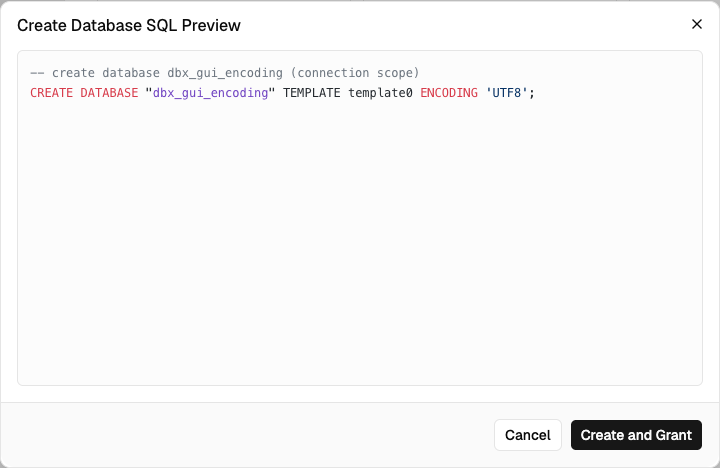 Create Database SQL Preview
-- create database dbx_gui_encoding (connection scope)
CREATE DATABASE "dbx_gui_encoding" TEMPLATE template0 ENCODING 'UTF8';
Cancel
Create and Grant